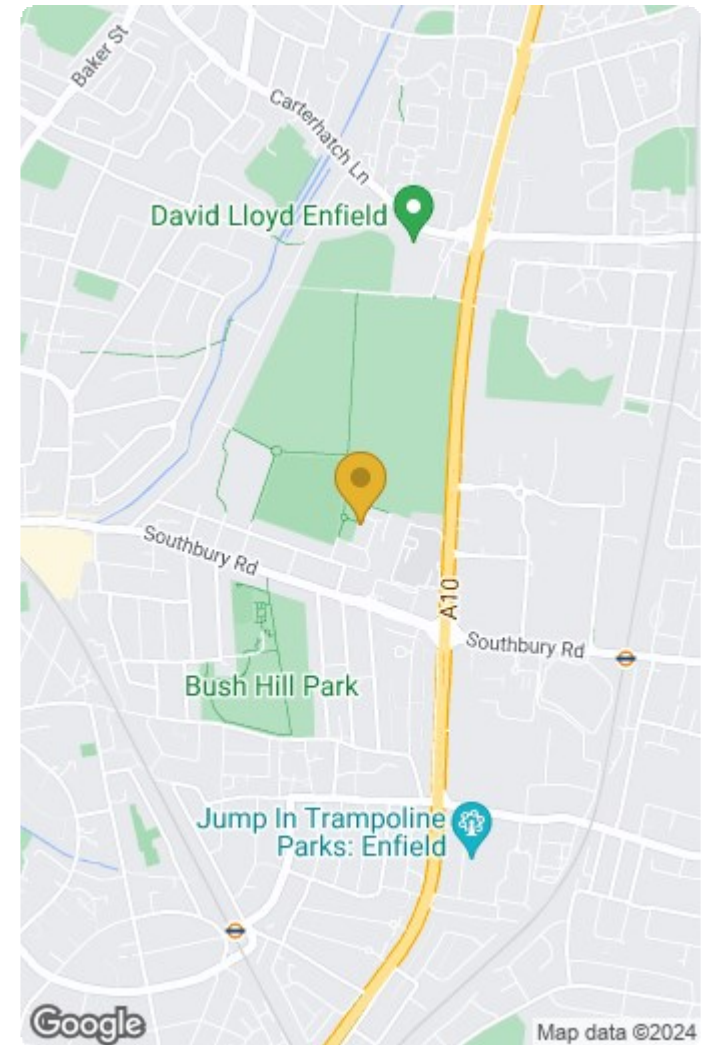 Baker St
Carterhatch Ln
David Lloyd Enfield
Southbury Rd
A10
Southbury Rd
Bush Hill Park
Jump In Trampoline
Parks: Enfield
Google
Map data ©2024